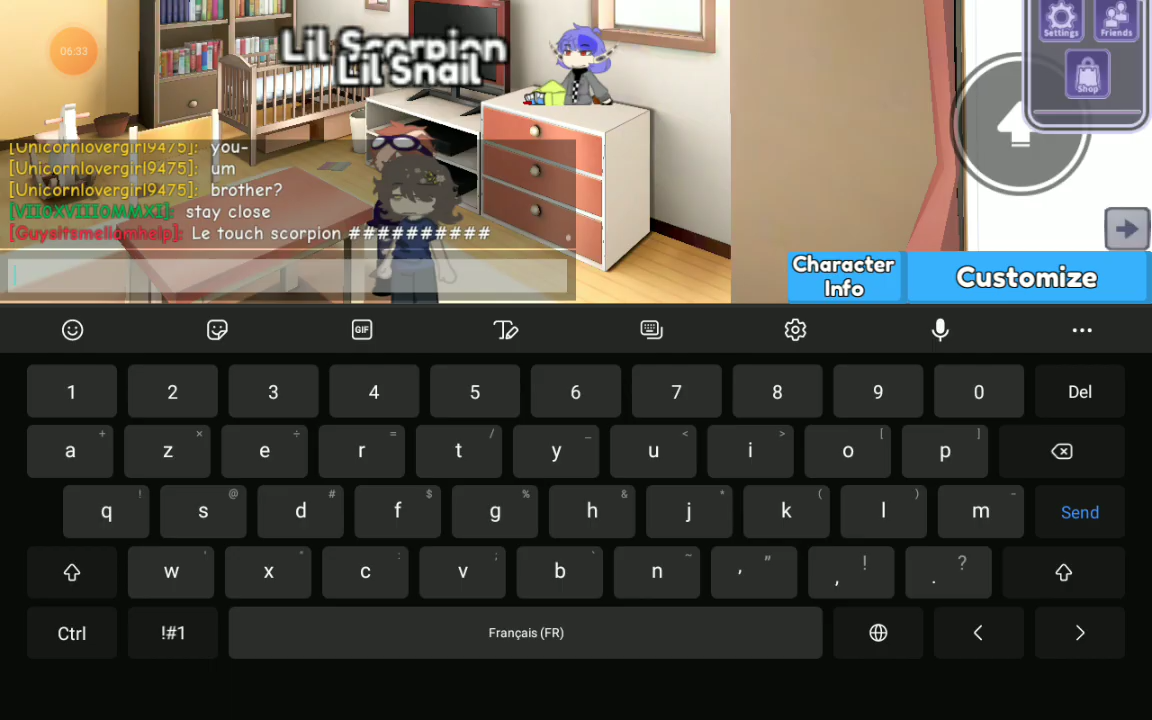 06:33
Lil Scorpion
Lil Snail
Settings
Friends
Shop
[Unicornlovergirl9475]: you-
[Unicornlovergirl9475]: um
[Unicornlovergirl9475]: brother?
[VII0XVIII0MMXI]: stay close
[Guysitsmeliamhelp]: Le touch scorpion ##########
Character Info
Customize
GIF
1 2 3 4 5 6 7 8 9 0 Del
a + z × e ÷ r = t / y _ u < i > o [ p ]
q ! s @ d # f $ g % h & j * k ( l ) m - Send
w ' x " c : v ; b ` n ~ ' " , ! . ?
Ctrl !#1 Français (FR) < >